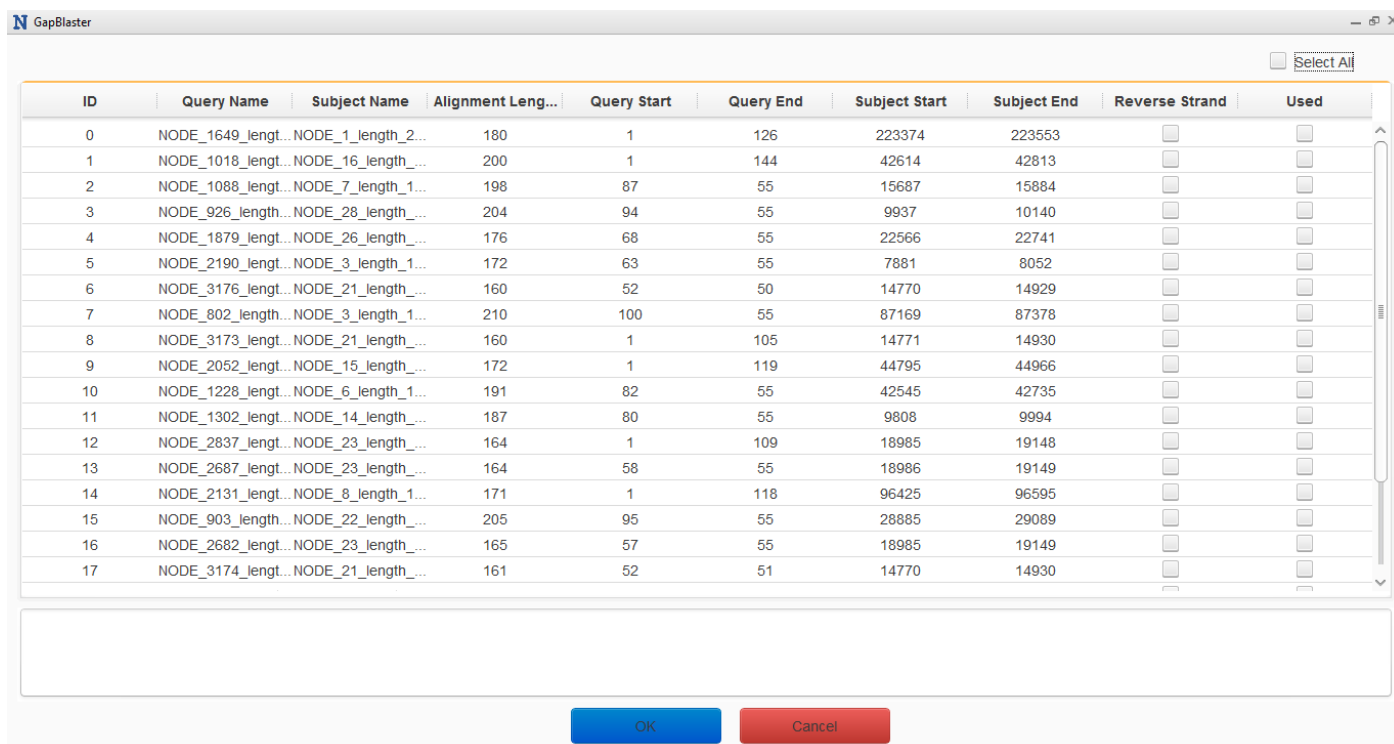 N GapBlaster
Select All
ID Query Name Subject Name Alignment Leng... Query Start Query End Subject Start Subject End Reverse Strand Used
0 NODE_1649_lengt... NODE_1_length_2... 180 1 126 223374 223553
1 NODE_1018_lengt... NODE_16_length_... 200 1 144 42614 42813
2 NODE_1088_lengt... NODE_7_length_1... 198 87 55 15687 15884
3 NODE_926_length... NODE_28_length_... 204 94 55 9937 10140
4 NODE_1879_lengt... NODE_26_length_... 176 68 55 22566 22741
5 NODE_2190_lengt... NODE_3_length_1... 172 63 55 7881 8052
6 NODE_3176_lengt... NODE_21_length_... 160 52 50 14770 14929
7 NODE_802_length... NODE_3_length_1... 210 100 55 87169 87378
8 NODE_3173_lengt... NODE_21_length_... 160 1 105 14771 14930
9 NODE_2052_lengt... NODE_15_length_... 172 1 119 44795 44966
10 NODE_1228_lengt... NODE_6_length_1... 191 82 55 42545 42735
11 NODE_1302_lengt... NODE_14_length_... 187 80 55 9808 9994
12 NODE_2837_lengt... NODE_23_length_... 164 1 109 18985 19148
13 NODE_2687_lengt... NODE_23_length_... 164 58 55 18986 19149
14 NODE_2131_lengt... NODE_8_length_1... 171 1 118 96425 96595
15 NODE_903_length... NODE_22_length_... 205 95 55 28885 29089
16 NODE_2682_lengt... NODE_23_length_... 165 57 55 18985 19149
17 NODE_3174_lengt... NODE_21_length_... 161 52 51 14770 14930
OK Cancel